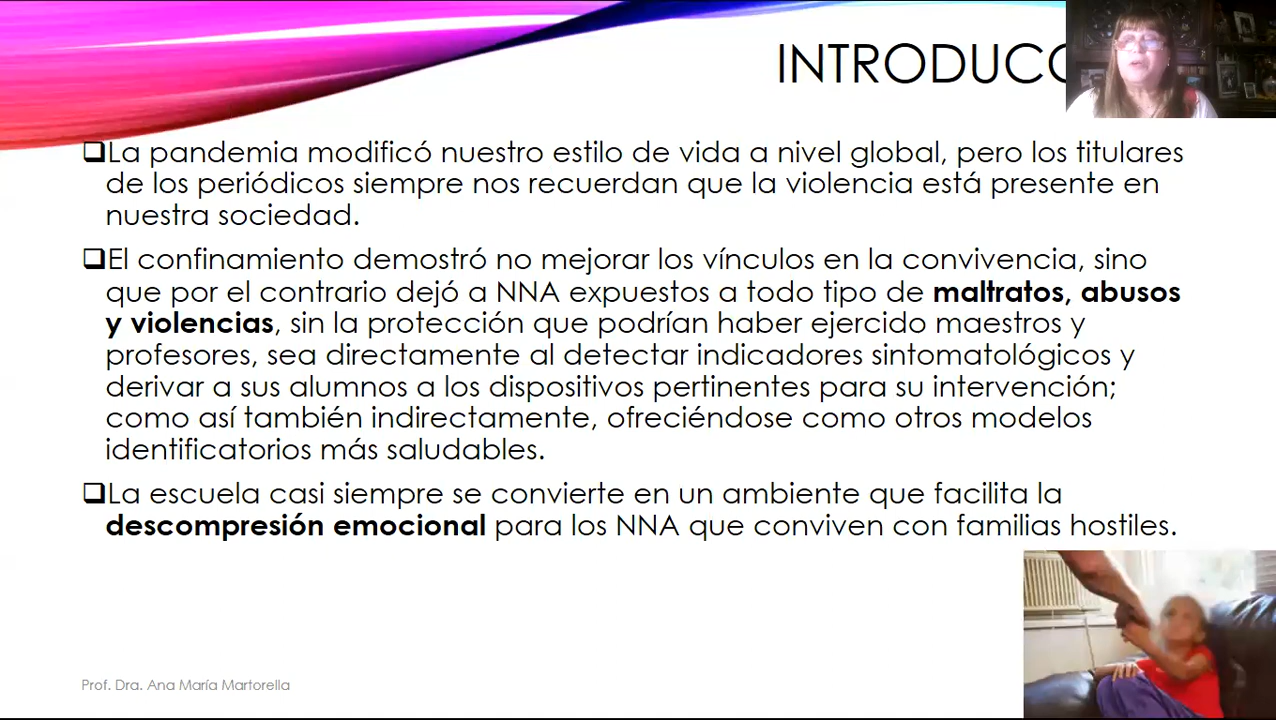 INTRODUCC
❑La pandemia modificó nuestro estilo de vida a nivel global, pero los titulares
de los periódicos siempre nos recuerdan que la violencia está presente en
nuestra sociedad.
❑El confinamiento demostró no mejorar los vínculos en la convivencia, sino
que por el contrario dejó a NNA expuestos a todo tipo de maltratos, abusos
y violencias, sin la protección que podrían haber ejercido maestros y
profesores, sea directamente al detectar indicadores sintomatológicos y
derivar a sus alumnos a los dispositivos pertinentes para su intervención;
como así también indirectamente, ofreciéndose como otros modelos
identificatorios más saludables.
❑La escuela casi siempre se convierte en un ambiente que facilita la
descompresión emocional para los NNA que conviven con familias hostiles.
Prof. Dra. Ana María Martorella